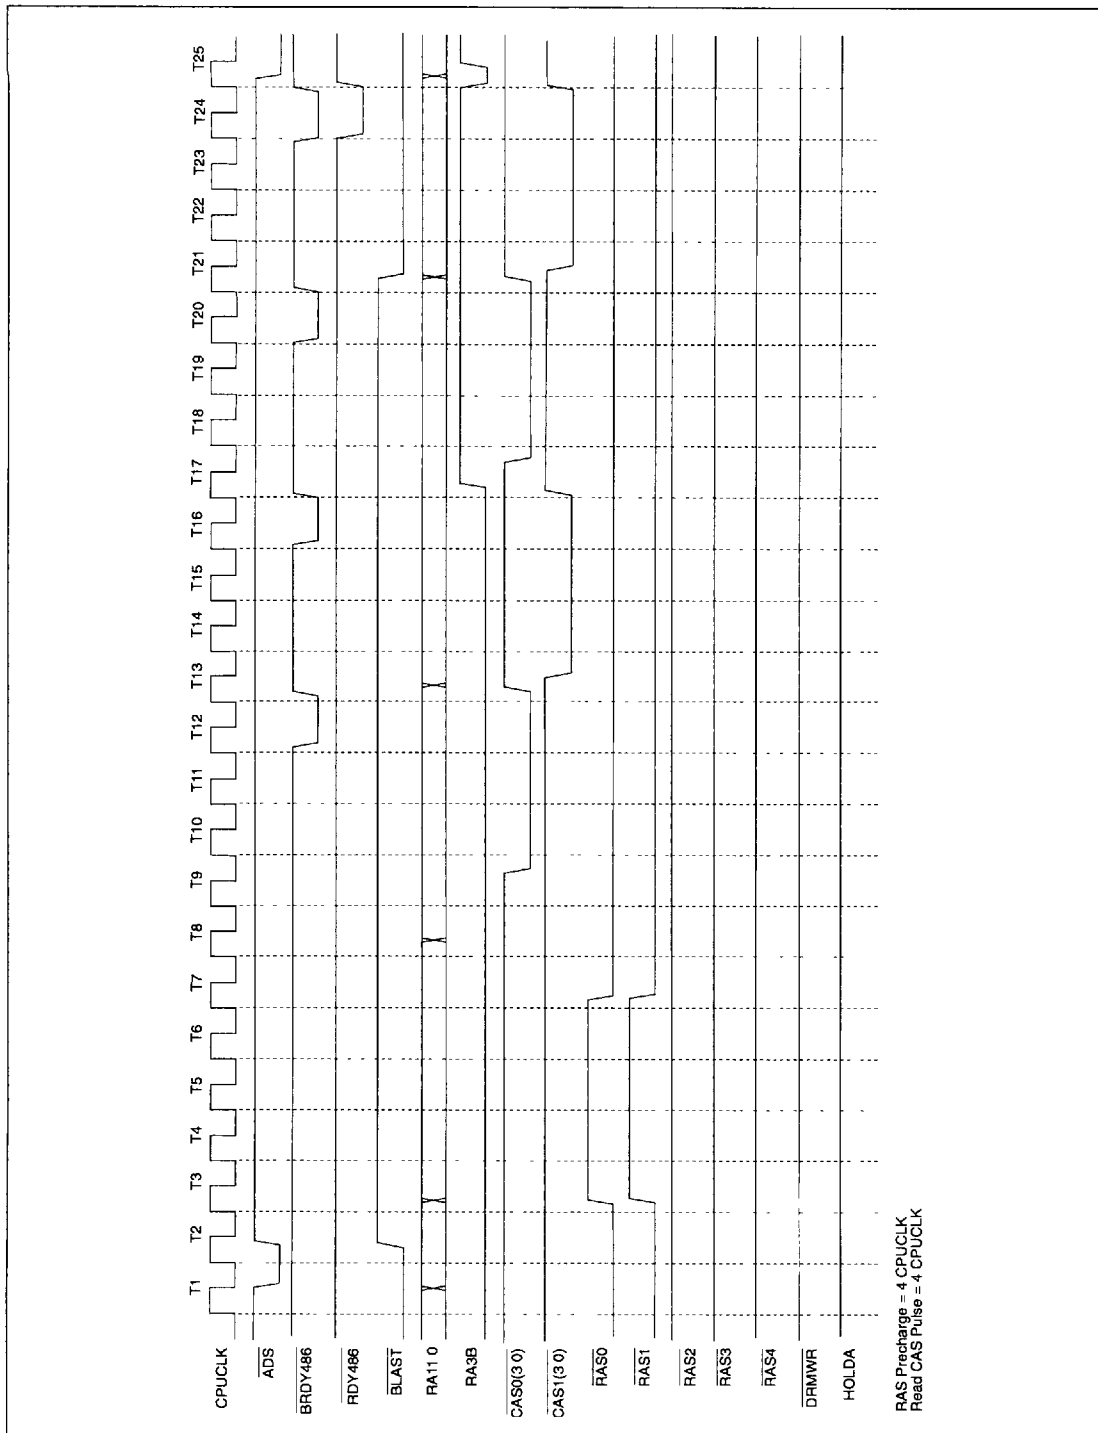 T1 T2 T3 T4 T5 T6 T7 T8 T9 T10 T11 T12 T13 T14 T15 T16 T17 T18 T19 T20 T21 T22 T23 T24 T25
CPUCLK
ADS
BRDY486
RDY486
BLAST
RA11 0
RA3B
CAS0(3 0)
CAS1(3 0)
RAS0
RAS1
RAS2
RAS3
RAS4
DRMWR
HOLDA
RAS Precharge = 4 CPUCLK
Read CAS Pulse = 4 CPUCLK